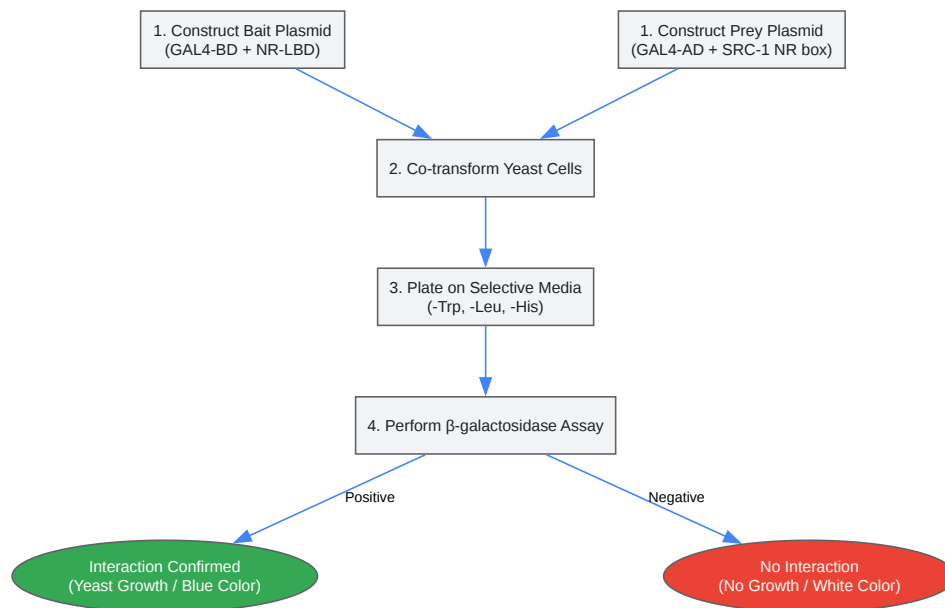 1. Construct Bait Plasmid
(GAL4-BD + NR-LBD)
1. Construct Prey Plasmid
(GAL4-AD + SRC-1 NR box)
2. Co-transform Yeast Cells
3. Plate on Selective Media
(-Trp, -Leu, -His)
4. Perform β-galactosidase Assay
Positive
Negative
Interaction Confirmed
(Yeast Growth / Blue Color)
No Interaction
(No Growth / White Color)